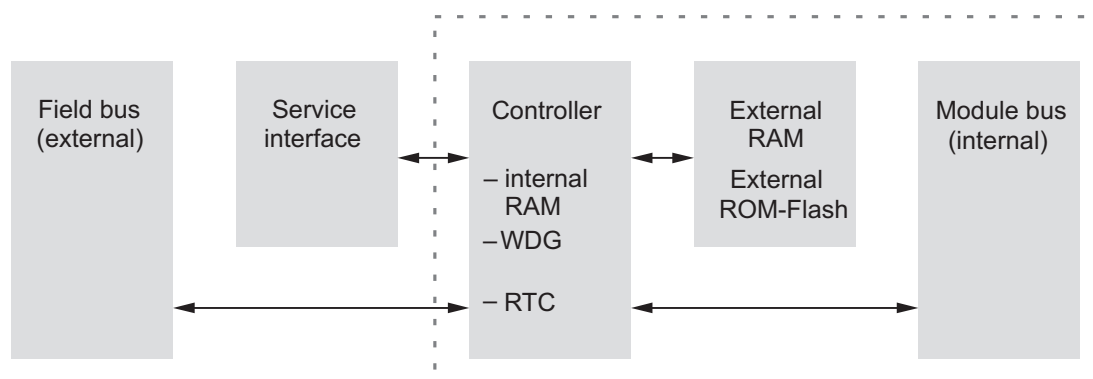 Field bus
(external)
Service
interface
Controller
– internal
RAM
–WDG
– RTC
External
RAM
External
ROM-Flash
Module bus
(internal)